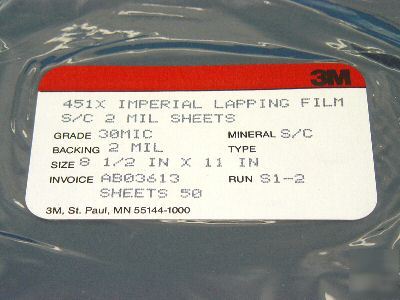 3M
451X IMPERIAL LAPPING FILM
S/C 2 MIL SHEETS
GRADE 30MIC MINERAL S/C
BACKING 2 MIL TYPE
SIZE 8 1/2 IN X 11 IN
INVOICE AB03613 RUN S1-2
SHEETS 50
3M, St. Paul, MN 55144-1000